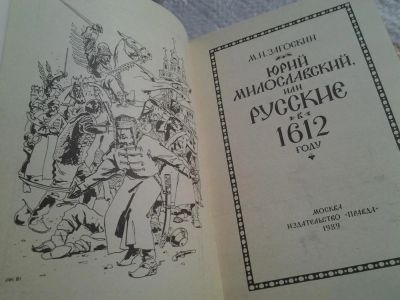 М. Н. ЗАГОСКИН
ЮРИЙ
МИЛОСЛАВСКИЙ,
ИЛИ
РУССКИЕ
В
1612
ГОДУ
МОСКВА
ИЗДАТЕЛЬСТВО «ПРАВДА»
1989